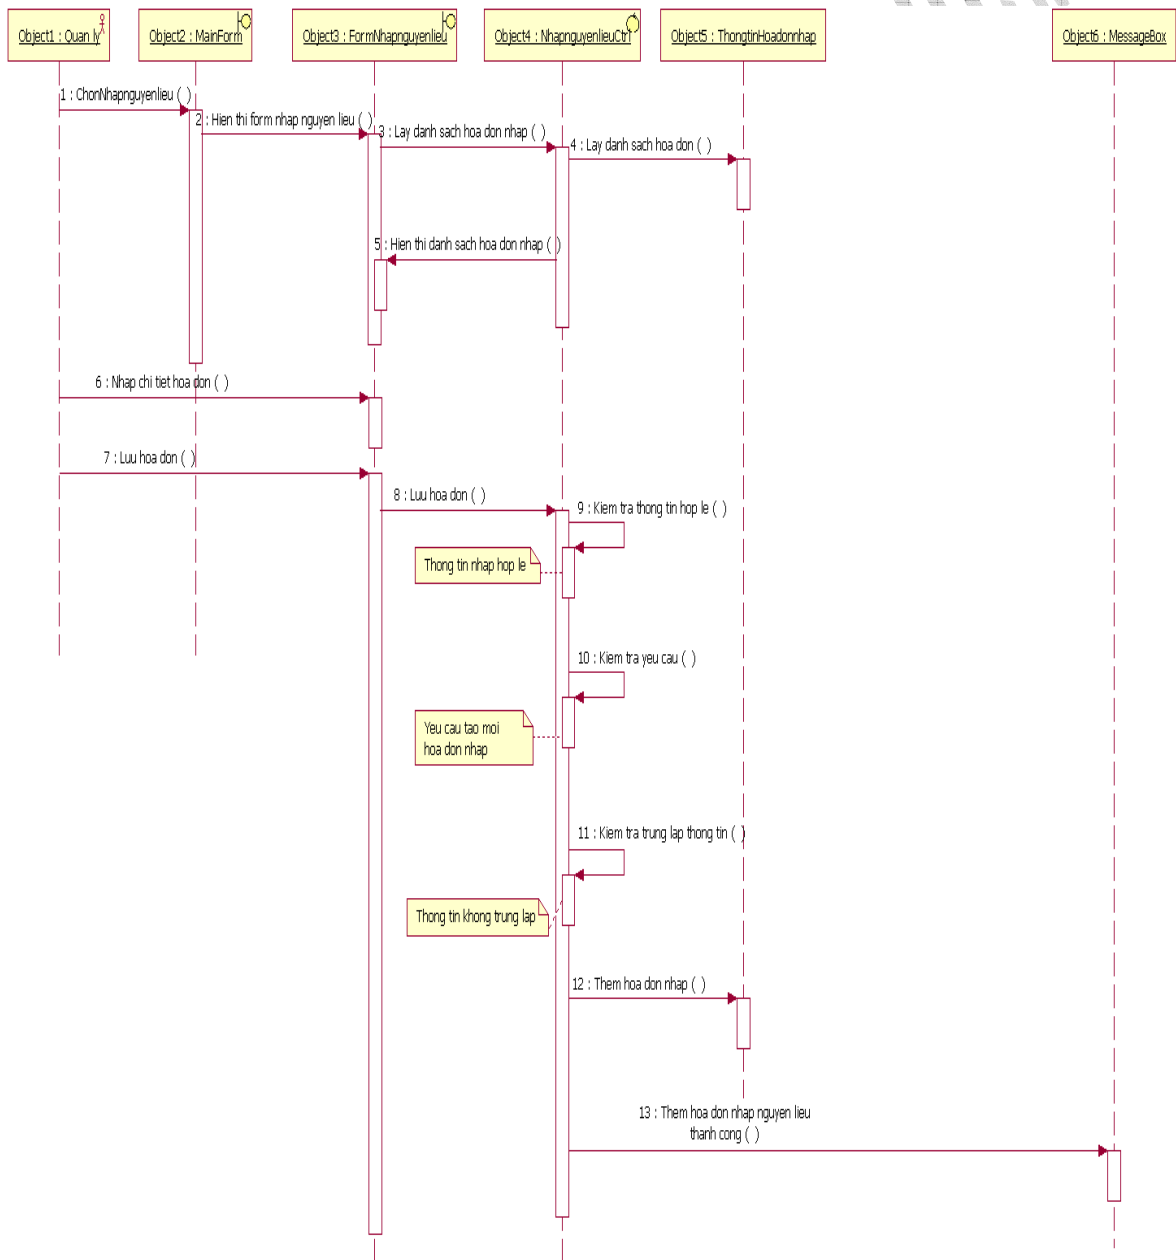 Object1 : Quan ly
Object2 : MainForm
Object3 : FormNhapnguyenlieu
Object4 : NhapnguyenlieuCtrl
Object5 : ThongtinHoadonnhap
Object6 : MessageBox
1 : ChonNhapnguyenlieu ( )
2 : Hien thi form nhap nguyen lieu ( )
3 : Lay danh sach hoa don nhap ( )
4 : Lay danh sach hoa don ( )
5 : Hien thi danh sach hoa don nhap ( )
6 : Nhap chi tiet hoa don ( )
7 : Luu hoa don ( )
8 : Luu hoa don ( )
9 : Kiem tra thong tin hop le ( )
Thong tin nhap hop le
10 : Kiem tra yeu cau ( )
Yeu cau tao moi
hoa don nhap
11 : Kiem tra trung lap thong tin ( )
Thong tin khong trung lap
12 : Them hoa don nhap ( )
13 : Them hoa don nhap nguyen lieu
thanh cong ( )